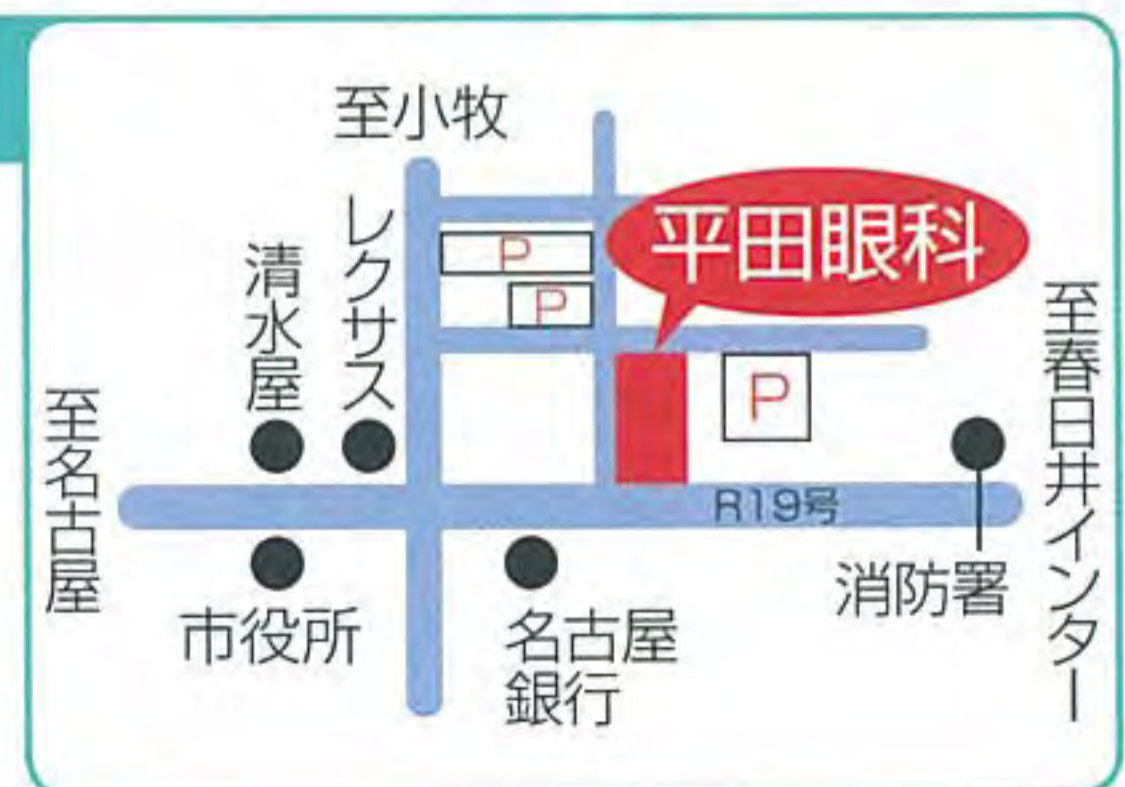 至小牧
レクサス
清水屋
平田眼科
P
P
P
至名古屋
至春日井インター
R19号
市役所
名古屋
銀行
消防署